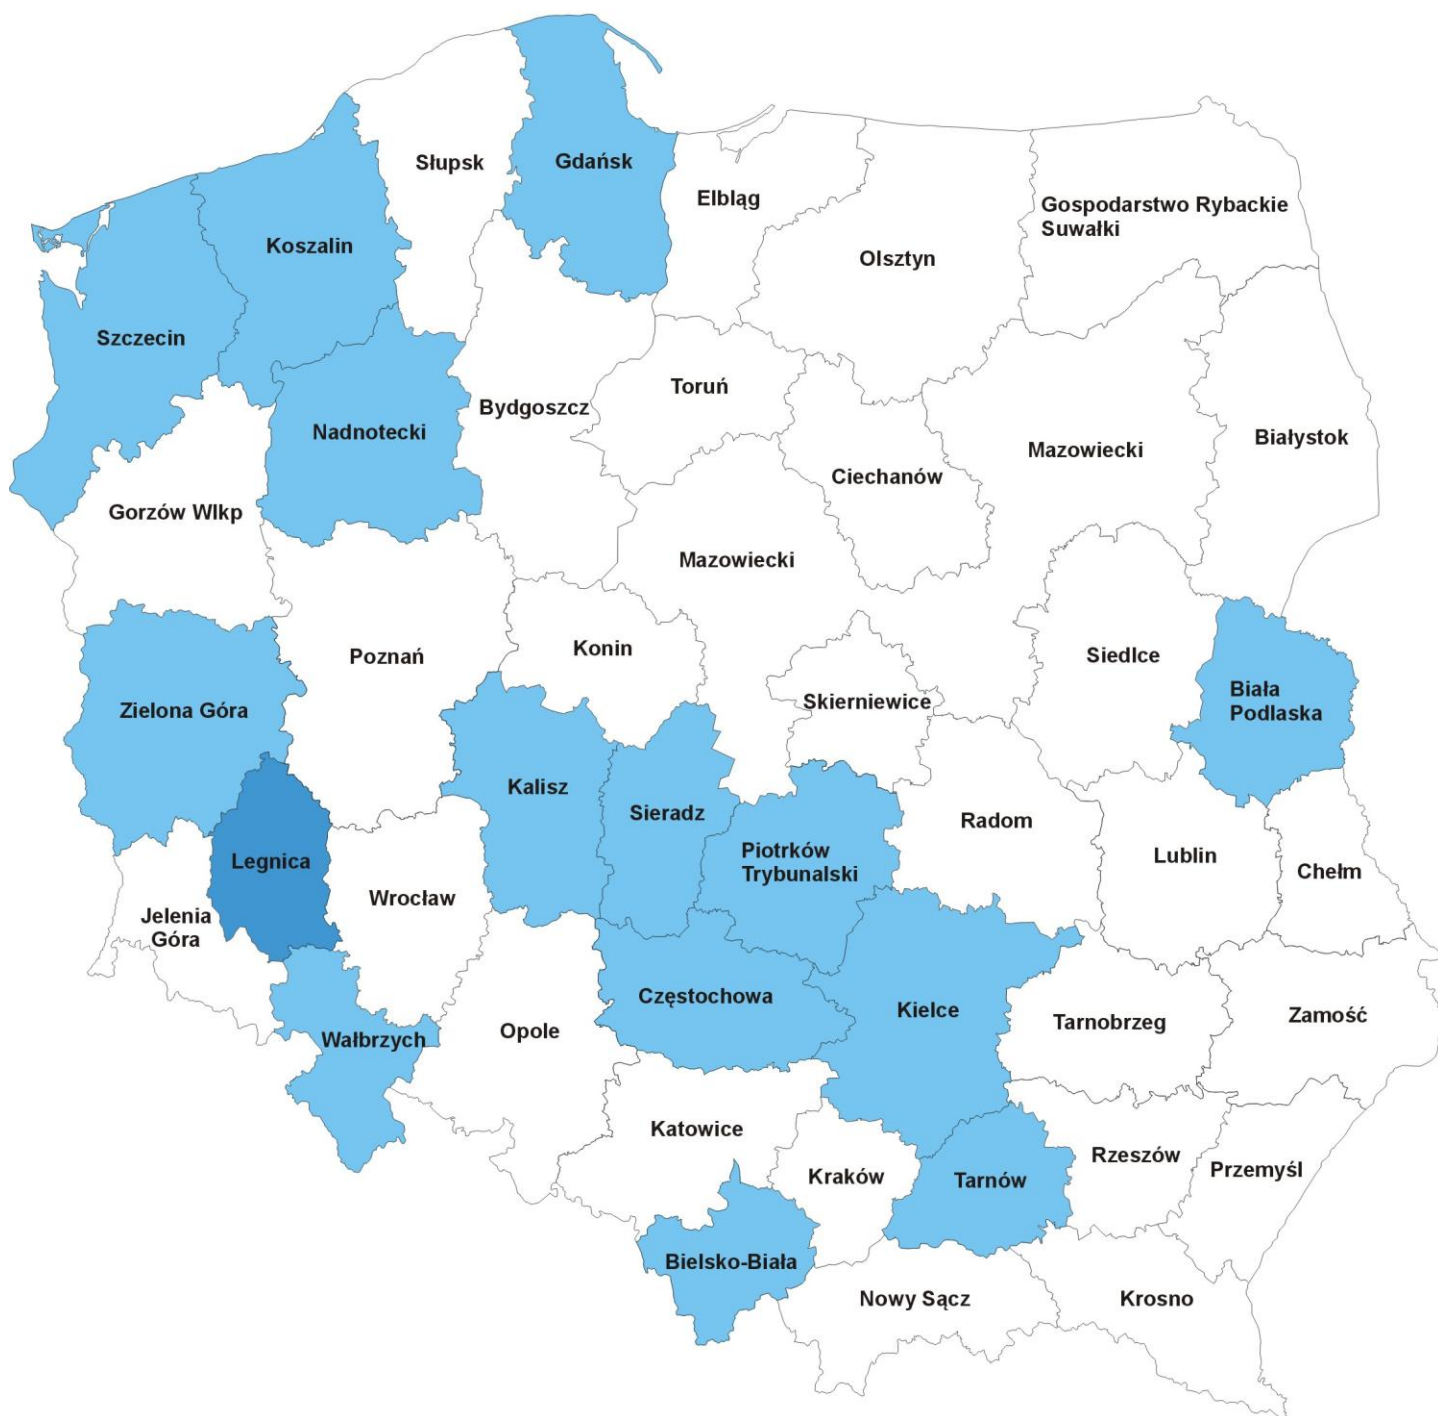 Słupsk
Gdańsk
Elbląg
Gospodarstwo Rybackie
Suwałki
Koszalin
Olsztyn
Szczecin
Toruń
Bydgoszcz
Nadnotecki
Białystok
Mazowiecki
Ciechanów
Gorzów Wlkp
Mazowiecki
Konin
Poznań
Siedlce
Biała
Podlaska
Skierniewice
Zielona Góra
Kalisz
Sieradz
Radom
Piotrków
Trybunalski
Lublin
Legnica
Chełm
Wrocław
Jelenia
Góra
Częstochowa
Kielce
Zamość
Tarnobrzeg
Opole
Wałbrzych
Katowice
Rzeszów
Przemyśl
Kraków
Tarnów
Bielsko-Biała
Nowy Sącz
Krosno